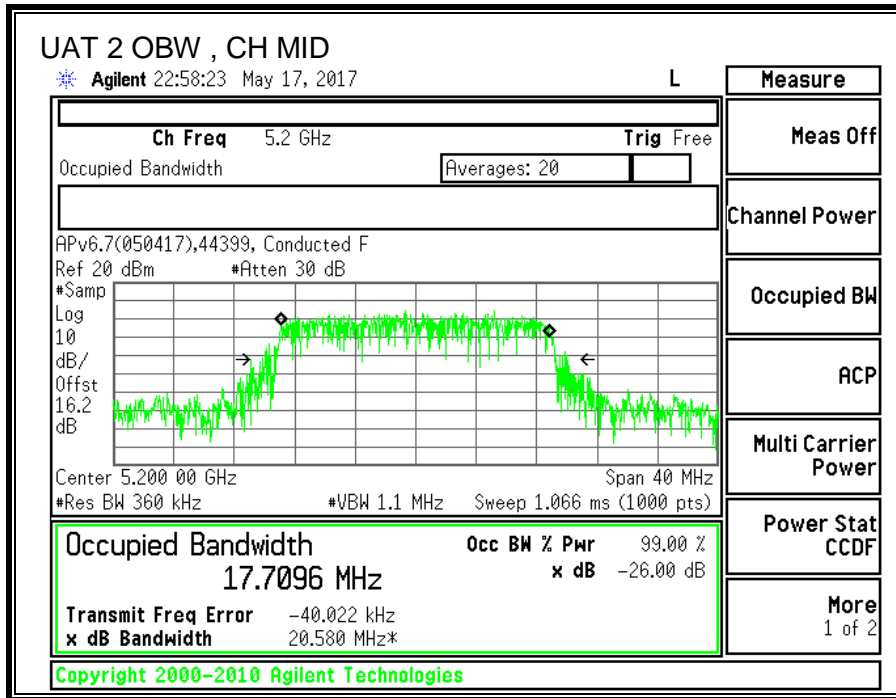 UAT 2 OBW , CH MID
Agilent 22:58:23 May 17, 2017 L Measure
Ch Freq 5.2 GHz Trig Free
Meas Off
Occupied Bandwidth Averages: 20
Channel Power
APv6.7(050417),44399, Conducted F
Ref 20 dBm #Atten 30 dB
#Samp
Log
10
dB/
Offst
16.2
dB
Occupied BW
ACP
Multi Carrier
Power
Center 5.200 00 GHz Span 40 MHz
#Res BW 360 kHz #VBW 1.1 MHz Sweep 1.066 ms (1000 pts)
Power Stat
CCDF
Occupied Bandwidth Occ BW % Pwr 99.00 %
17.7096 MHz x dB -26.00 dB
Transmit Freq Error -40.022 kHz
x dB Bandwidth 20.580 MHz*
More
1 of 2
Copyright 2000-2010 Agilent Technologies